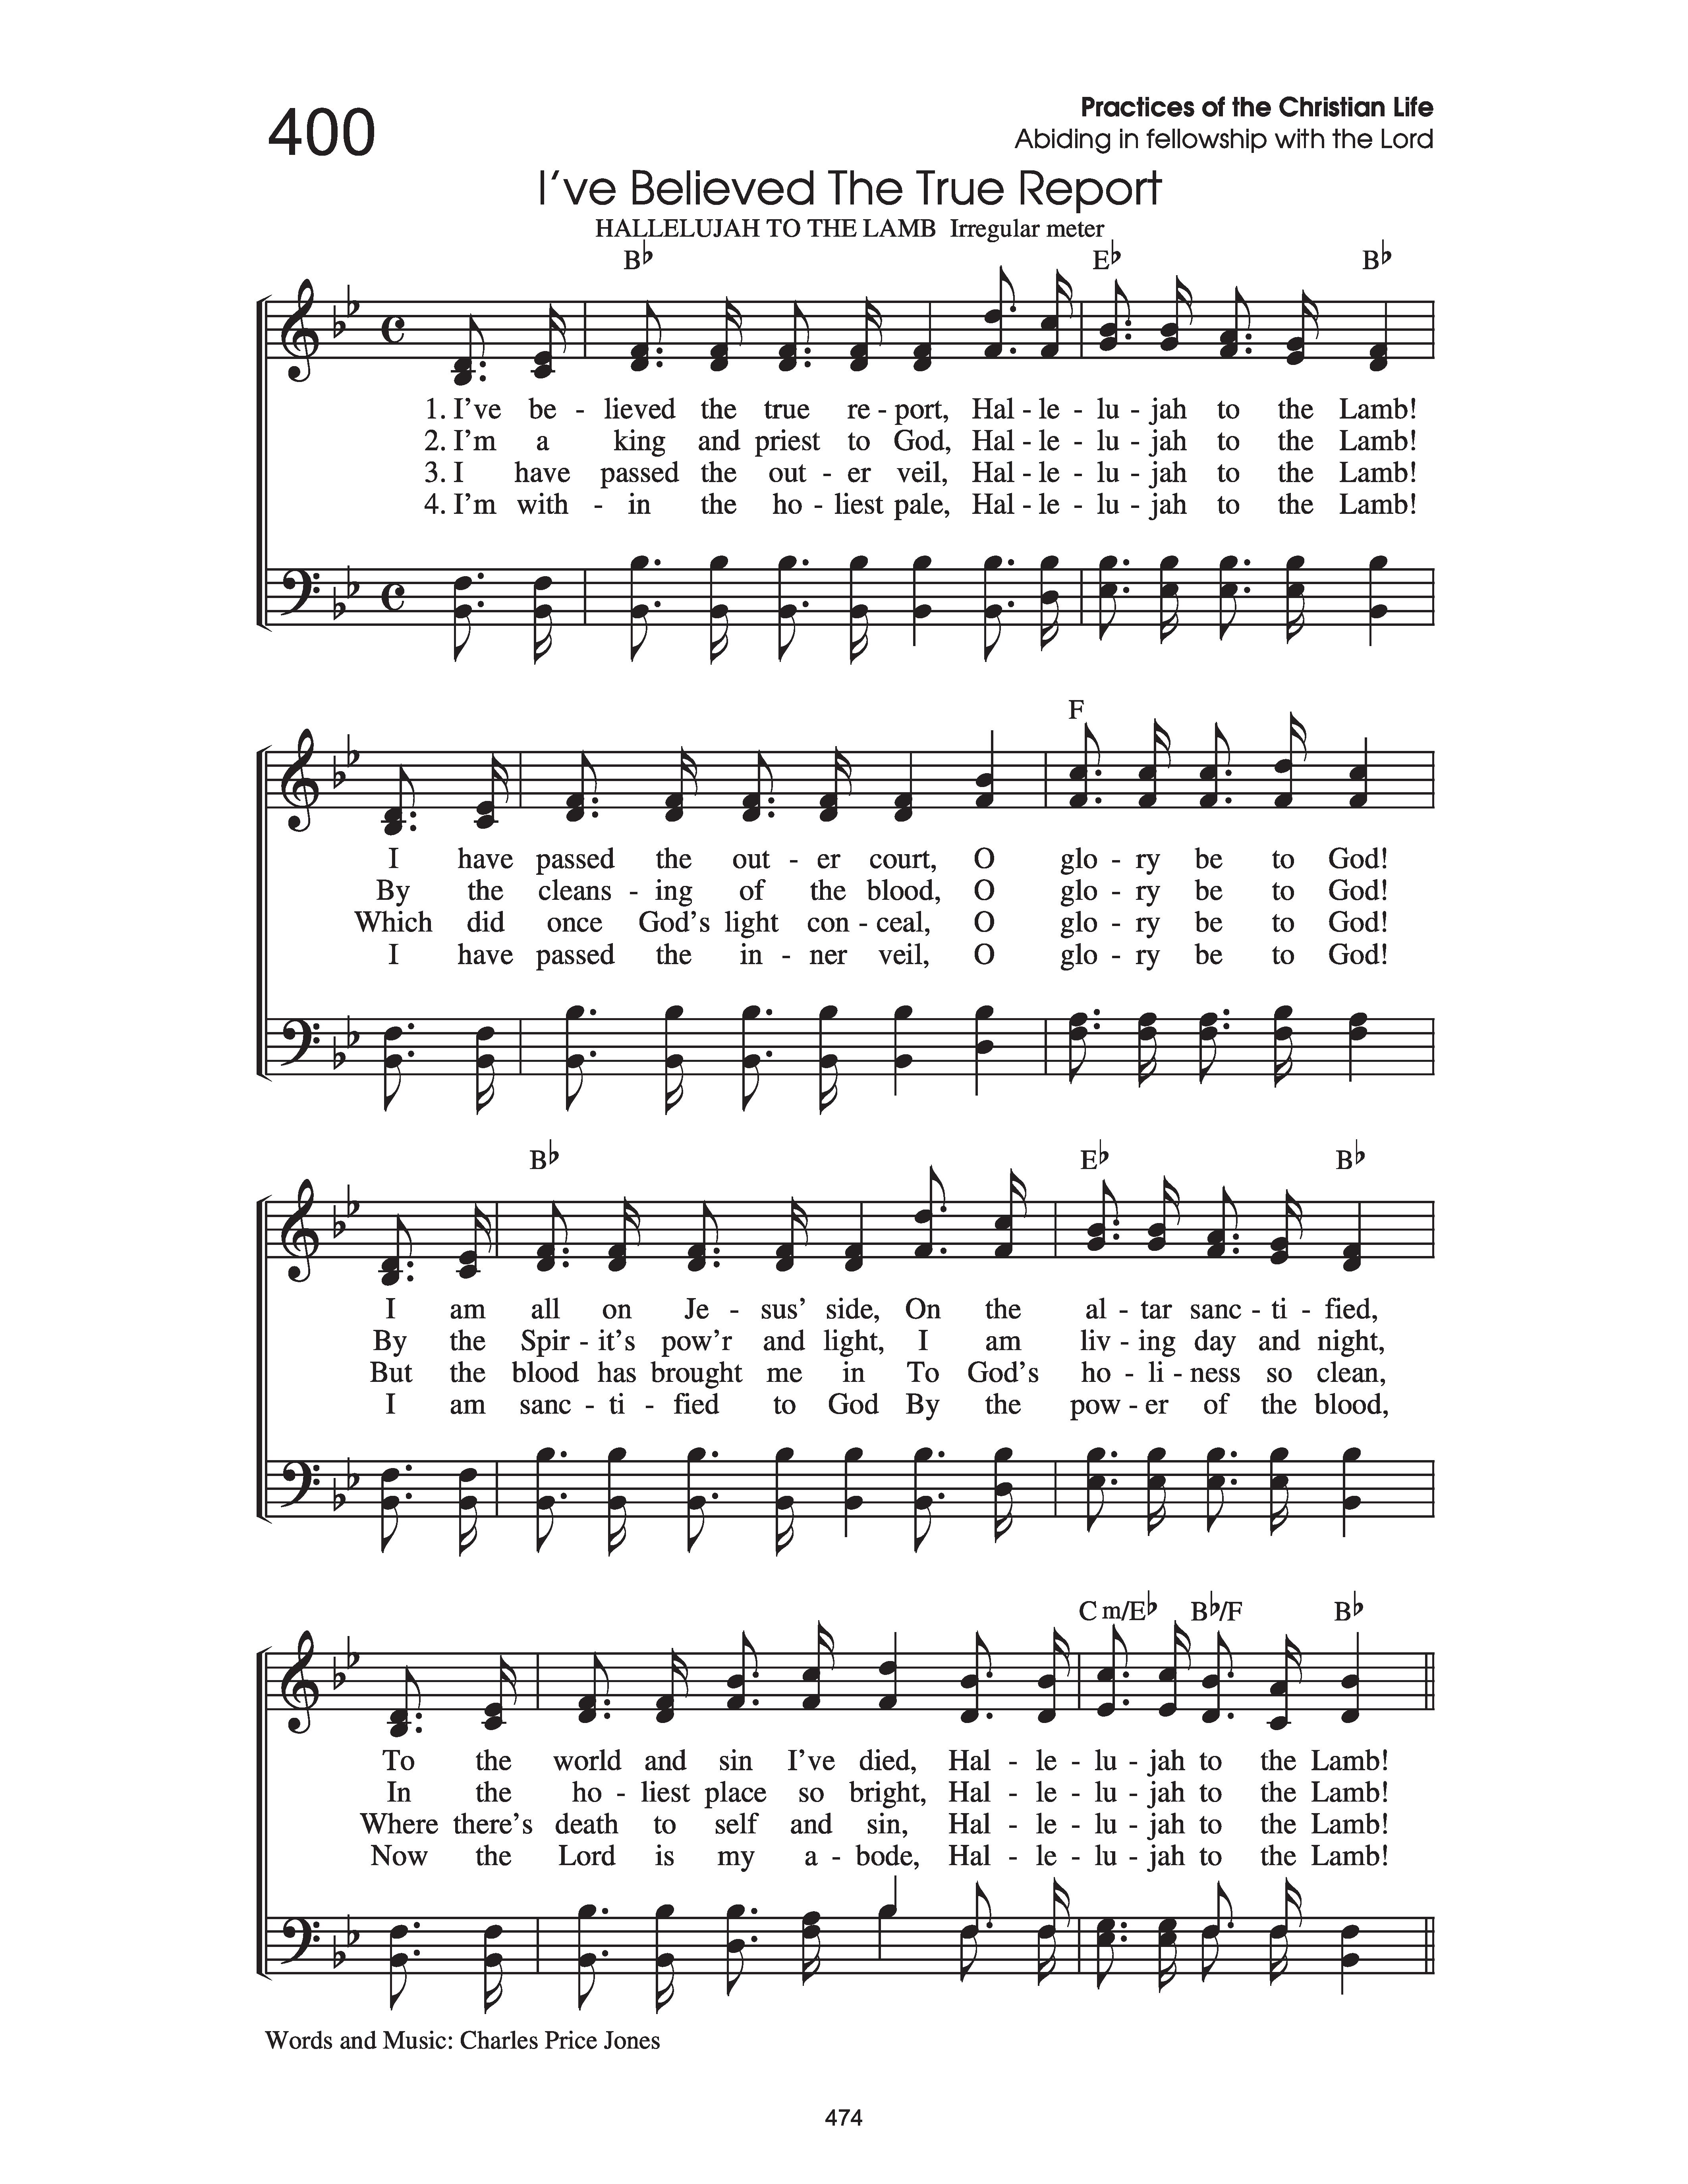 400
Practices of the Christian Life
Abiding in fellowship with the Lord
I've Believed The True Report
HALLELUJAH TO THE LAMB Irregular meter
B♭ E♭ B♭
1. I've be - lieved the true re - port, Hal - le - lu - jah to the Lamb!
2. I'm a king and priest to God, Hal - le - lu - jah to the Lamb!
3. I have passed the out - er veil, Hal - le - lu - jah to the Lamb!
4. I'm with - in the ho - liest pale, Hal - le - lu - jah to the Lamb!
F
I have passed the out - er court, O glo - ry be to God!
By the cleans - ing of the blood, O glo - ry be to God!
Which did once God's light con - ceal, O glo - ry be to God!
I have passed the in - ner veil, O glo - ry be to God!
B♭ E♭ B♭
I am all on Je - sus' side, On the al - tar sanc - ti - fied,
By the Spir - it's pow'r and light, I am liv - ing day and night,
But the blood has brought me in To God's ho - li - ness so clean,
I am sanc - ti - fied to God By the pow - er of the blood,
C m/E♭ B♭/F B♭
To the world and sin I've died, Hal - le - lu - jah to the Lamb!
In the ho - liest place so bright, Hal - le - lu - jah to the Lamb!
Where there's death to self and sin, Hal - le - lu - jah to the Lamb!
Now the Lord is my a - bode, Hal - le - lu - jah to the Lamb!
Words and Music: Charles Price Jones
474